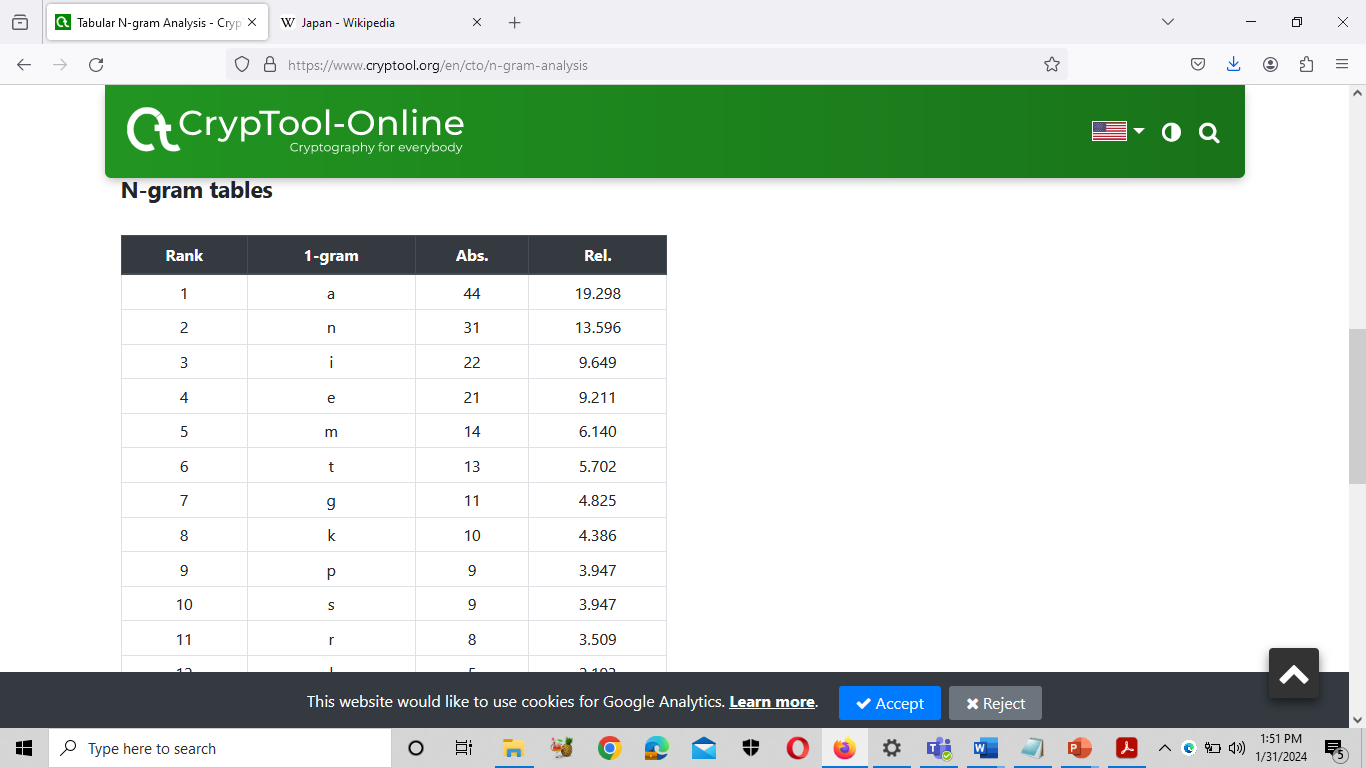 Tabular N-gram Analysis - Cryp
Japan - Wikipedia
https://www.cryptool.org/en/cto/n-gram-analysis
CrypTool-Online
Cryptography for everybody
N-gram tables
Rank 1-gram Abs. Rel.
1 a 44 19.298
2 n 31 13.596
3 i 22 9.649
4 e 21 9.211
5 m 14 6.140
6 t 13 5.702
7 g 11 4.825
8 k 10 4.386
9 p 9 3.947
10 s 9 3.947
11 r 8 3.509
This website would like to use cookies for Google Analytics. Learn more.
Accept
Reject
Type here to search
1:51 PM
1/31/2024
5